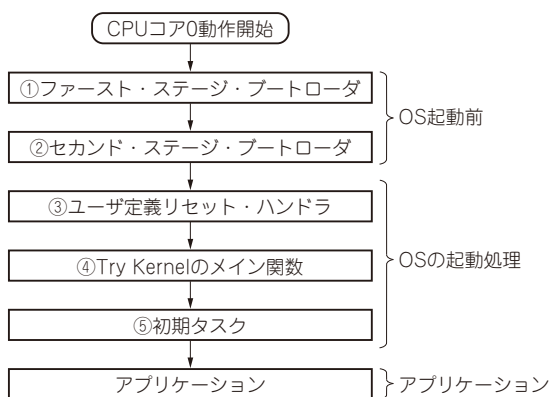 CPUコア0動作開始
①ファースト・ステージ・ブートローダ
②セカンド・ステージ・ブートローダ
OS起動前
③ユーザ定義リセット・ハンドラ
④Try Kernelのメイン関数
⑤初期タスク
OSの起動処理
アプリケーション
アプリケーション